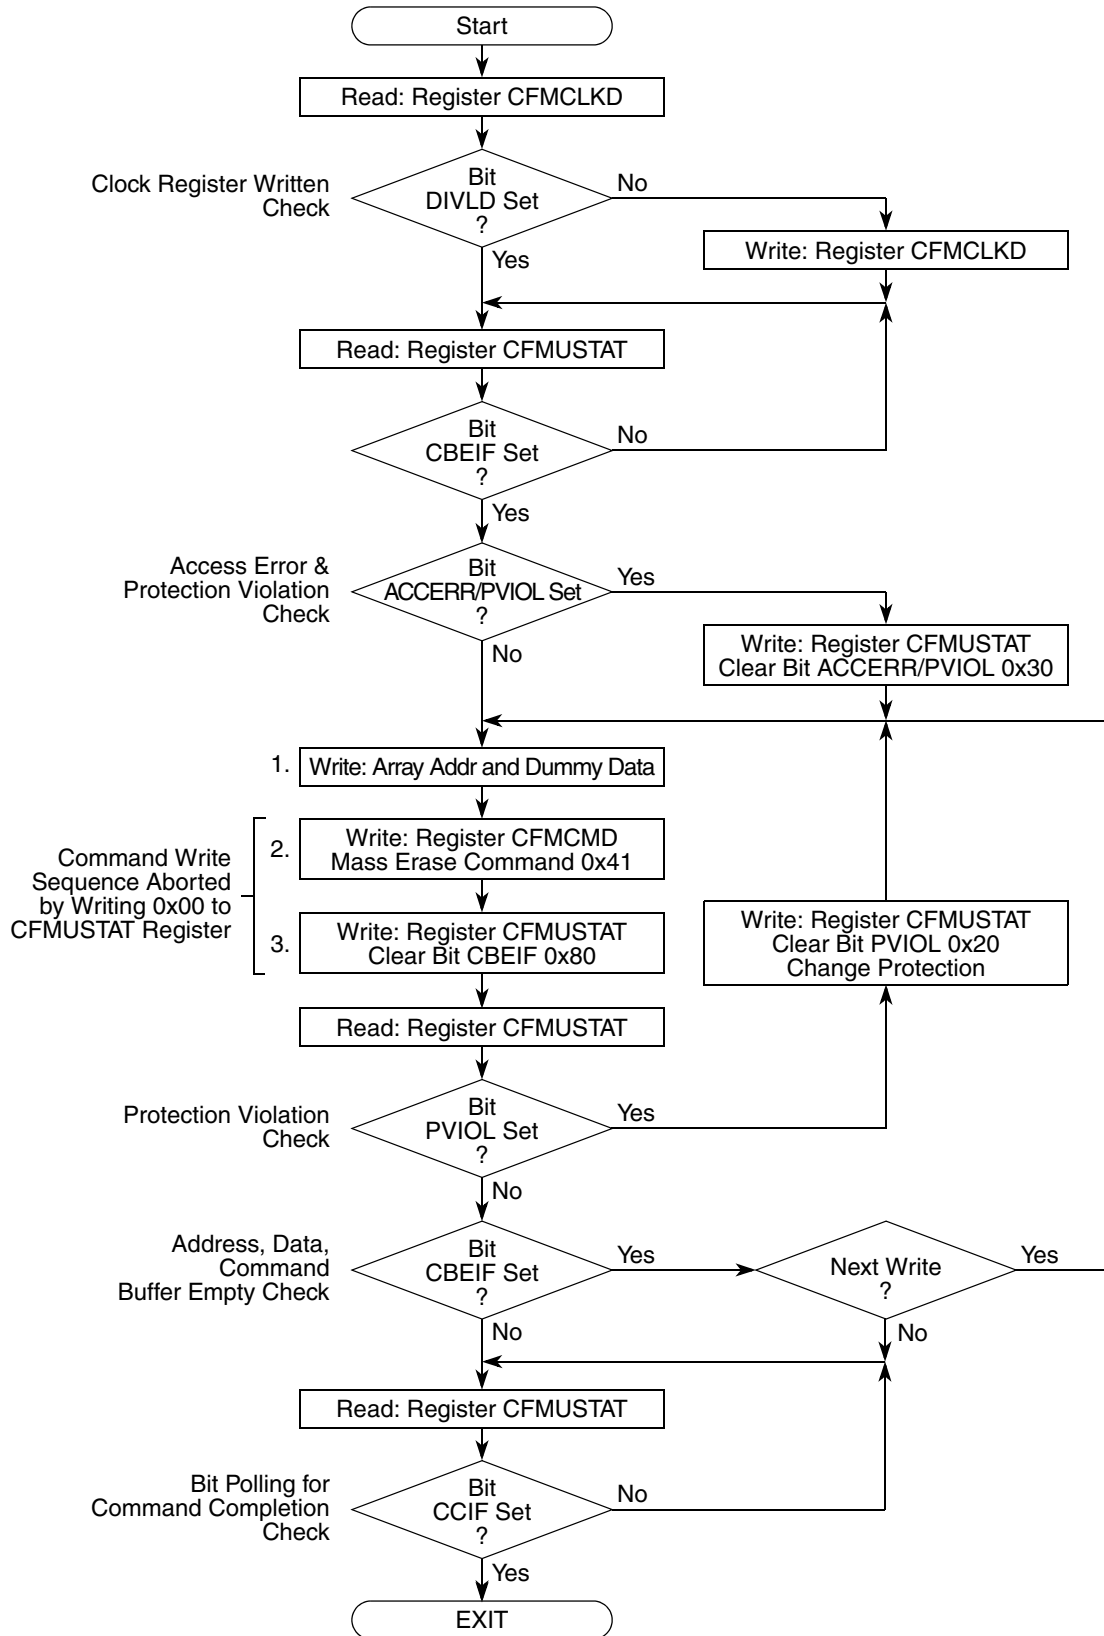 Start
Read: Register CFMCLKD
Clock Register Written
Check
Bit
DIVLD Set
?
No
Yes
Write: Register CFMCLKD
Read: Register CFMUSTAT
Bit
CBEIF Set
?
No
Yes
Access Error &
Protection Violation
Check
Bit
ACCERR/PVIOL Set
?
Yes
No
Write: Register CFMUSTAT
Clear Bit ACCERR/PVIOL 0x30
1.
Write: Array Addr and Dummy Data
Command Write
Sequence Aborted
by Writing 0x00 to
CFMUSTAT Register
2.
Write: Register CFMCMD
Mass Erase Command 0x41
3.
Write: Register CFMUSTAT
Clear Bit CBEIF 0x80
Write: Register CFMUSTAT
Clear Bit PVIOL 0x20
Change Protection
Read: Register CFMUSTAT
Protection Violation
Check
Bit
PVIOL Set
?
Yes
No
Address, Data,
Command
Buffer Empty Check
Bit
CBEIF Set
?
Yes
No
Next Write
?
Yes
No
Read: Register CFMUSTAT
Bit Polling for
Command Completion
Check
Bit
CCIF Set
?
No
Yes
EXIT